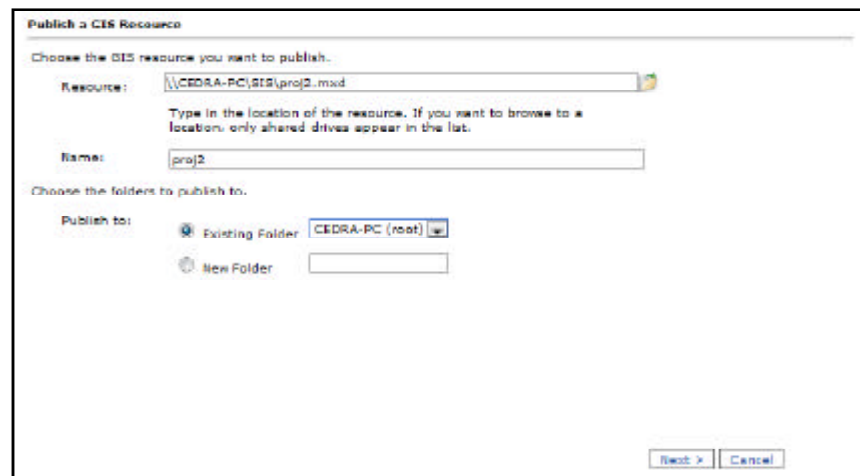 Publish a GIS Resource
Choose the GIS resource you want to publish.
Resource: \\CEDRA-PC\GIS\proj2.mxd
Type in the location of the resource. If you want to browse to a
location, only shared drives appear in the list.
Name: proj2
Choose the folders to publish to.
Publish to: Existing Folder CEDRA-PC (root)
New Folder
Next > Cancel